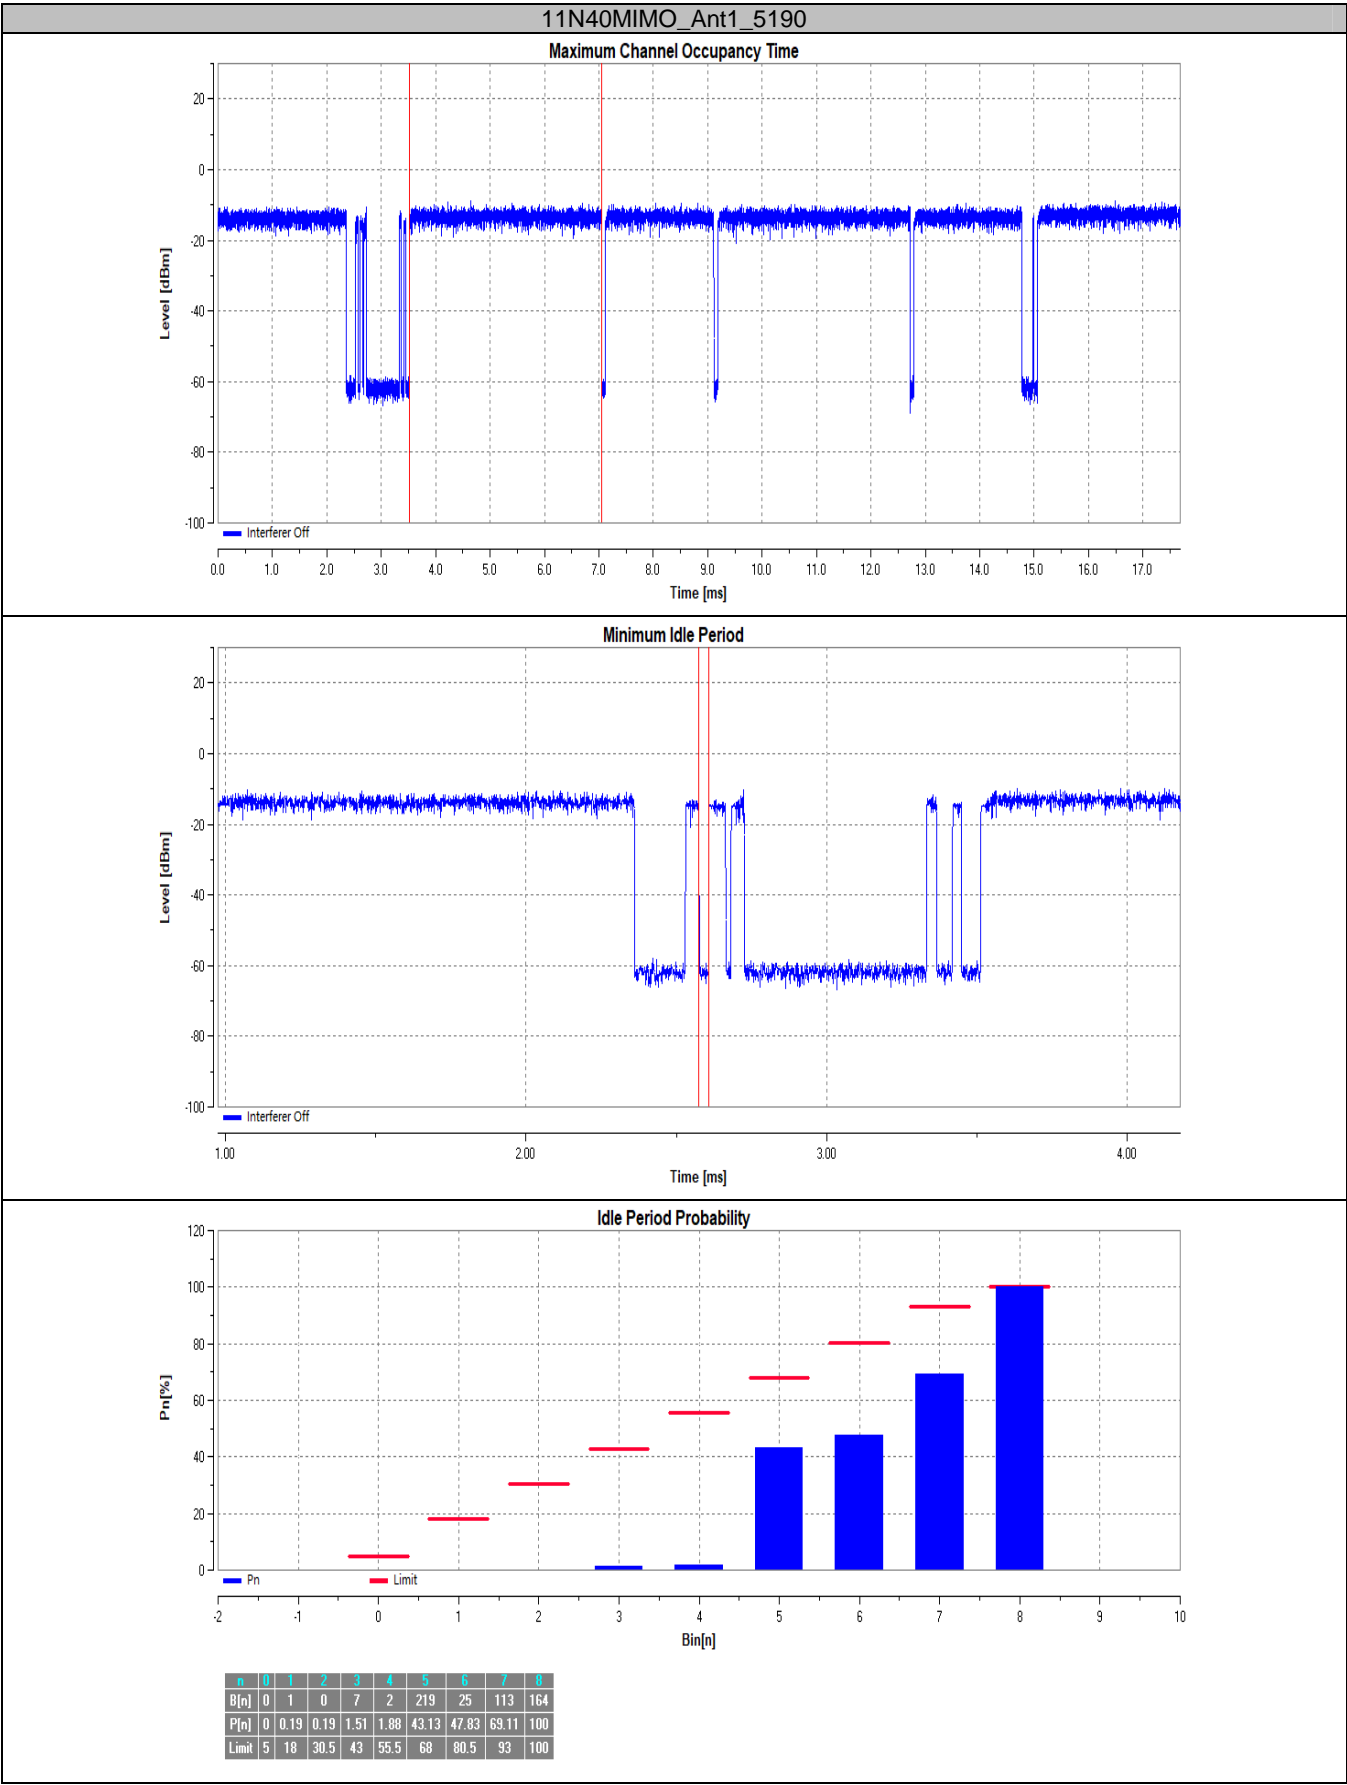 11N40MIMO_Ant1_5190
Maximum Channel Occupancy Time
Level [dBm]
20
0
-20
-40
-60
-80
-100
Interferer Off
0.0 1.0 2.0 3.0 4.0 5.0 6.0 7.0 8.0 9.0 10.0 11.0 12.0 13.0 14.0 15.0 16.0 17.0
Time [ms]
Minimum Idle Period
Level [dBm]
20
0
-20
-40
-60
-80
-100
Interferer Off
1.00 2.00 3.00 4.00
Time [ms]
Idle Period Probability
Pn[%]
120
100
80
60
40
20
0
Pn Limit
-2 -1 0 1 2 3 4 5 6 7 8 9 10
Bin[n]
n 0 1 2 3 4 5 6 7 8
B[n] 0 1 0 7 2 219 25 113 164
P[n] 0 0.19 0.19 1.51 1.88 43.13 47.83 69.11 100
Limit 5 18 30.5 43 55.5 68 80.5 93 100